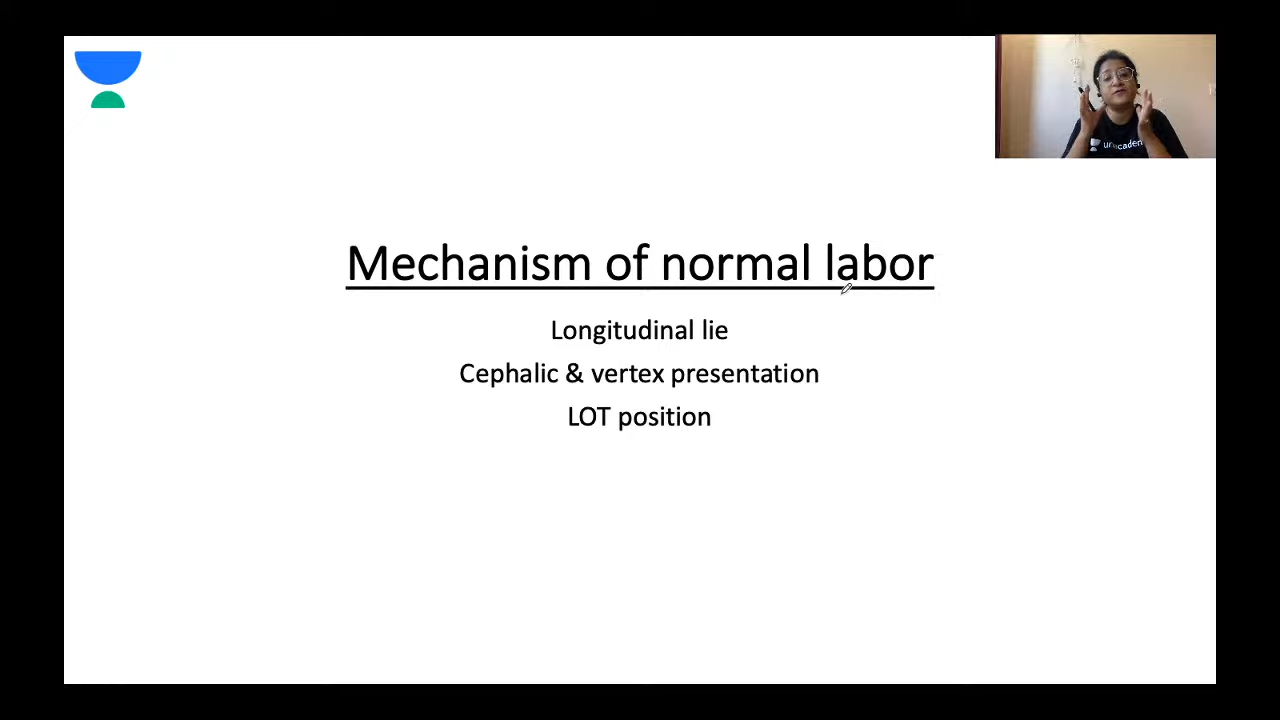 Mechanism of normal labor
Longitudinal lie
Cephalic & vertex presentation
LOT position